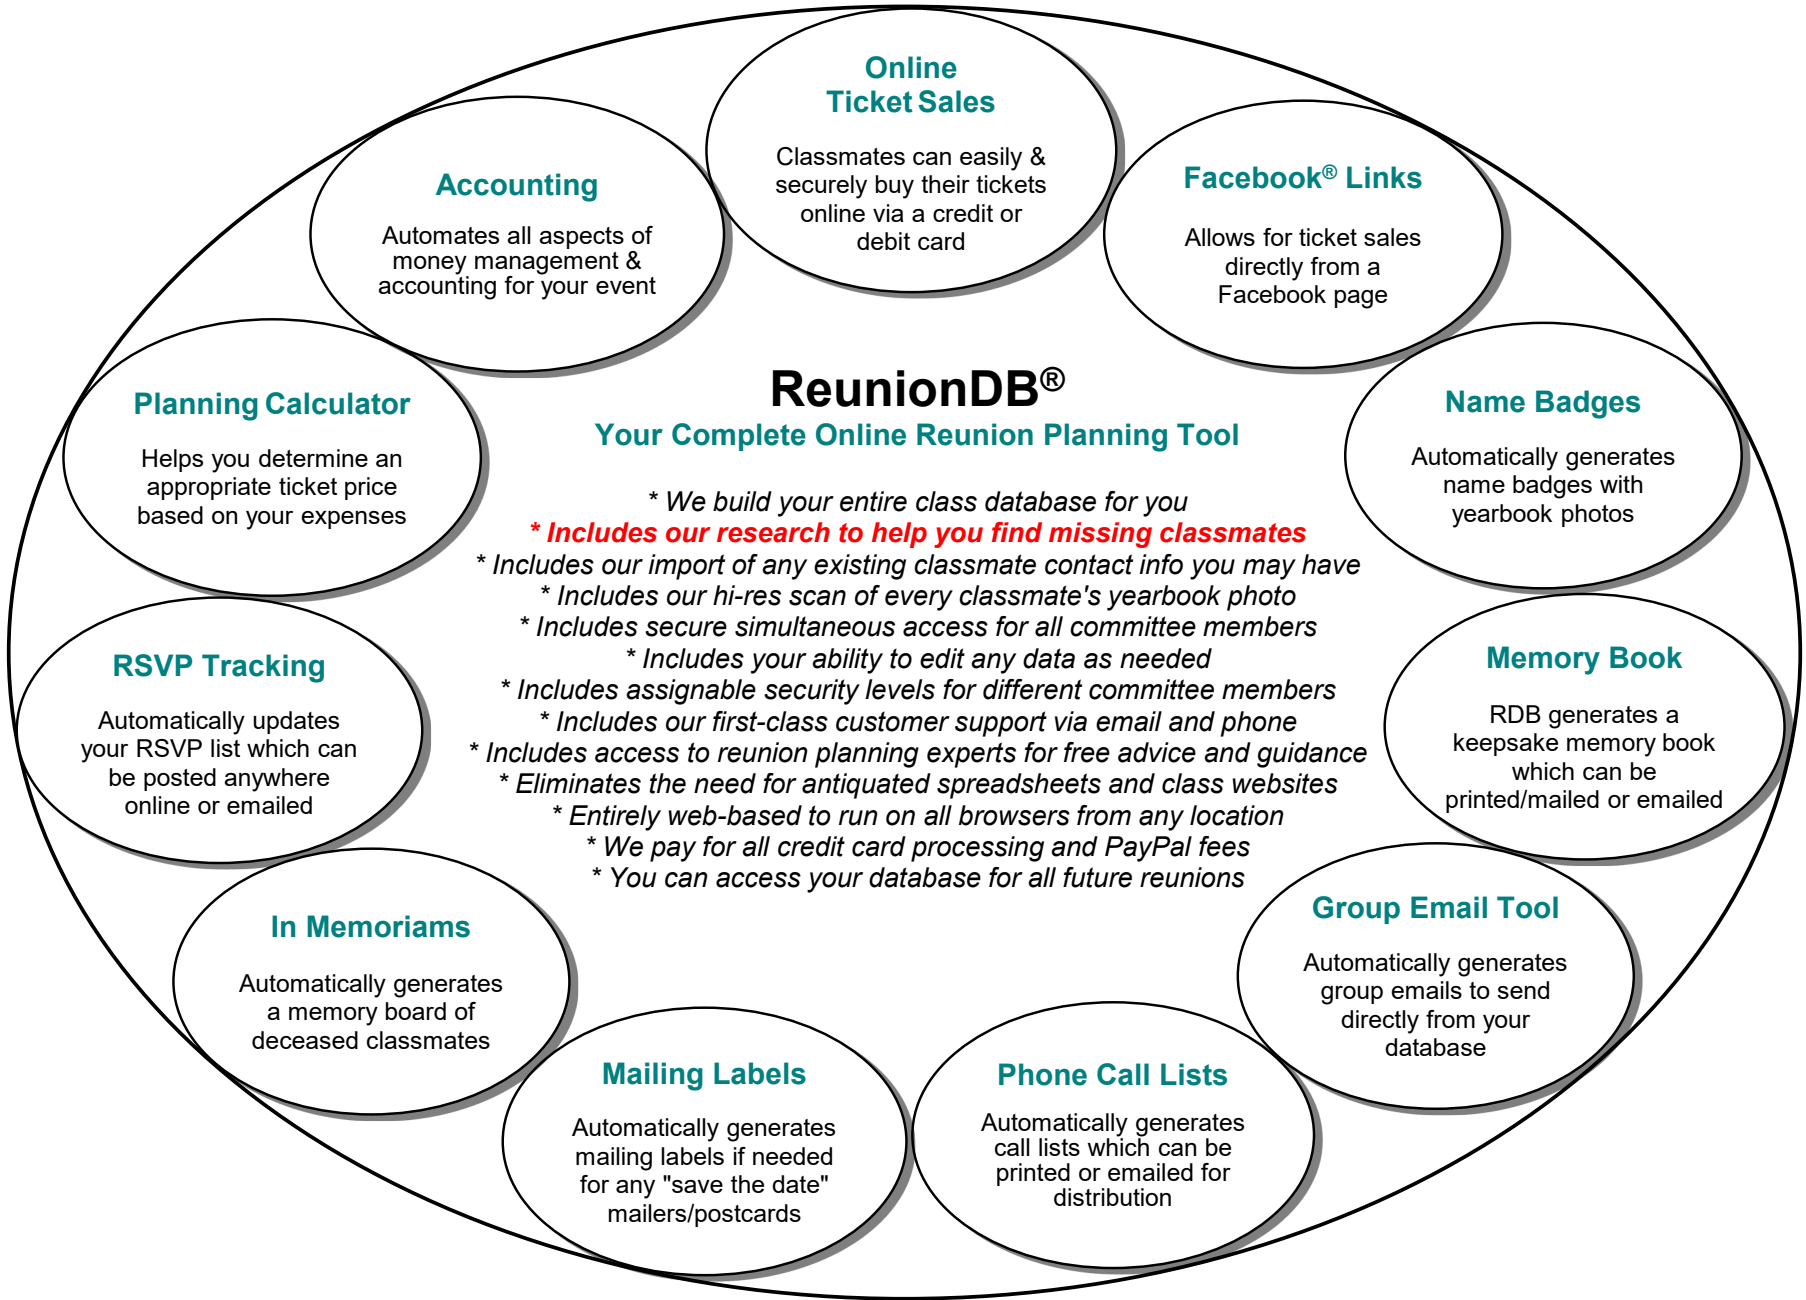 Online
Ticket Sales
Classmates can easily &
securely buy their tickets
online via a credit or
debit card
Accounting
Automates all aspects of
money management &
accounting for your event
Facebook® Links
Allows for ticket sales
directly from a
Facebook page
Planning Calculator
Helps you determine an
appropriate ticket price
based on your expenses
ReunionDB®
Your Complete Online Reunion Planning Tool
* We build your entire class database for you
* Includes our research to help you find missing classmates
* Includes our import of any existing classmate contact info you may have
* Includes our hi-res scan of every classmate's yearbook photo
* Includes secure simultaneous access for all committee members
* Includes your ability to edit any data as needed
* Includes assignable security levels for different committee members
* Includes our first-class customer support via email and phone
* Includes access to reunion planning experts for free advice and guidance
* Eliminates the need for antiquated spreadsheets and class websites
* Entirely web-based to run on all browsers from any location
* We pay for all credit card processing and PayPal fees
* You can access your database for all future reunions
Name Badges
Automatically generates
name badges with
yearbook photos
RSVP Tracking
Automatically updates
your RSVP list which can
be posted anywhere
online or emailed
Memory Book
RDB generates a
keepsake memory book
which can be
printed/mailed or emailed
In Memoriams
Automatically generates
a memory board of
deceased classmates
Group Email Tool
Automatically generates
group emails to send
directly from your
database
Mailing Labels
Automatically generates
mailing labels if needed
for any "save the date"
mailers/postcards
Phone Call Lists
Automatically generates
call lists which can be
printed or emailed for
distribution